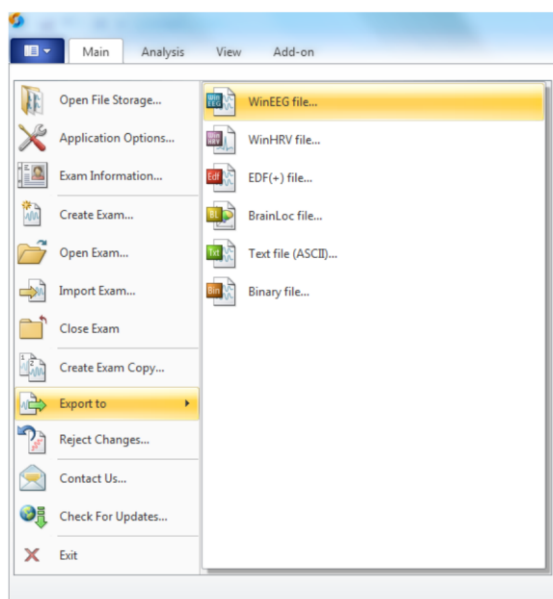 Main Analysis View Add-on
Open File Storage...
Application Options...
Exam Information...
Create Exam...
Open Exam...
Import Exam...
Close Exam
Create Exam Copy...
Export to
Reject Changes...
Contact Us...
Check For Updates...
Exit
WinEEG file...
WinHRV file...
EDF(+) file...
BrainLoc file...
Text file (ASCII)...
Binary file...